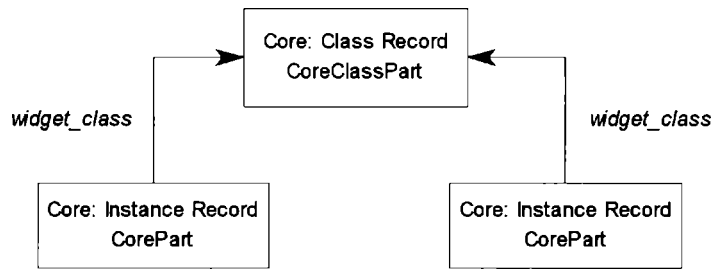 Core: Class Record
CoreClassPart
widget_class
widget_class
Core: Instance Record
CorePart
Core: Instance Record
CorePart